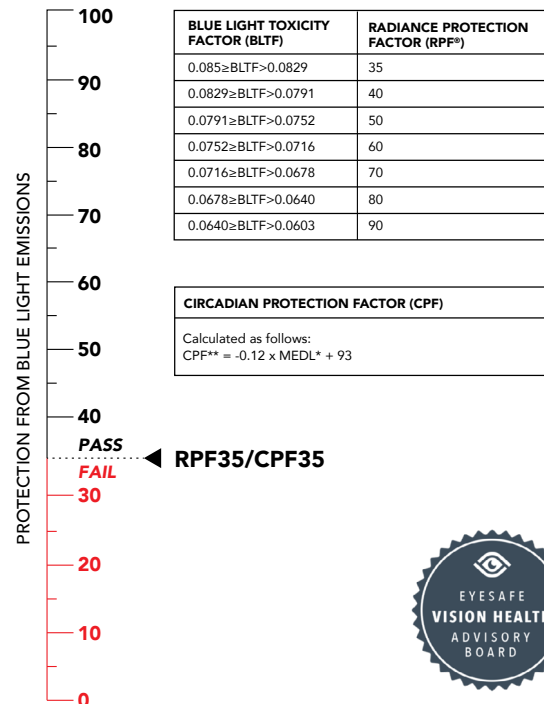 PROTECTION FROM BLUE LIGHT EMISSIONS
100
90
80
70
60
50
40
PASS
FAIL
30
20
10
0
RPF35/CPF35
BLUE LIGHT TOXICITY FACTOR (BLTF) RADIANCE PROTECTION FACTOR (RPF®)
0.085≥BLTF>0.0829 35
0.0829≥BLTF>0.0791 40
0.0791≥BLTF>0.0752 50
0.0752≥BLTF>0.0716 60
0.0716≥BLTF>0.0678 70
0.0678≥BLTF>0.0640 80
0.0640≥BLTF>0.0603 90
CIRCADIAN PROTECTION FACTOR (CPF)
Calculated as follows:
CPF** = -0.12 x MEDL* + 93
EYESAFE
VISION HEALT
ADVISORY
BOARD